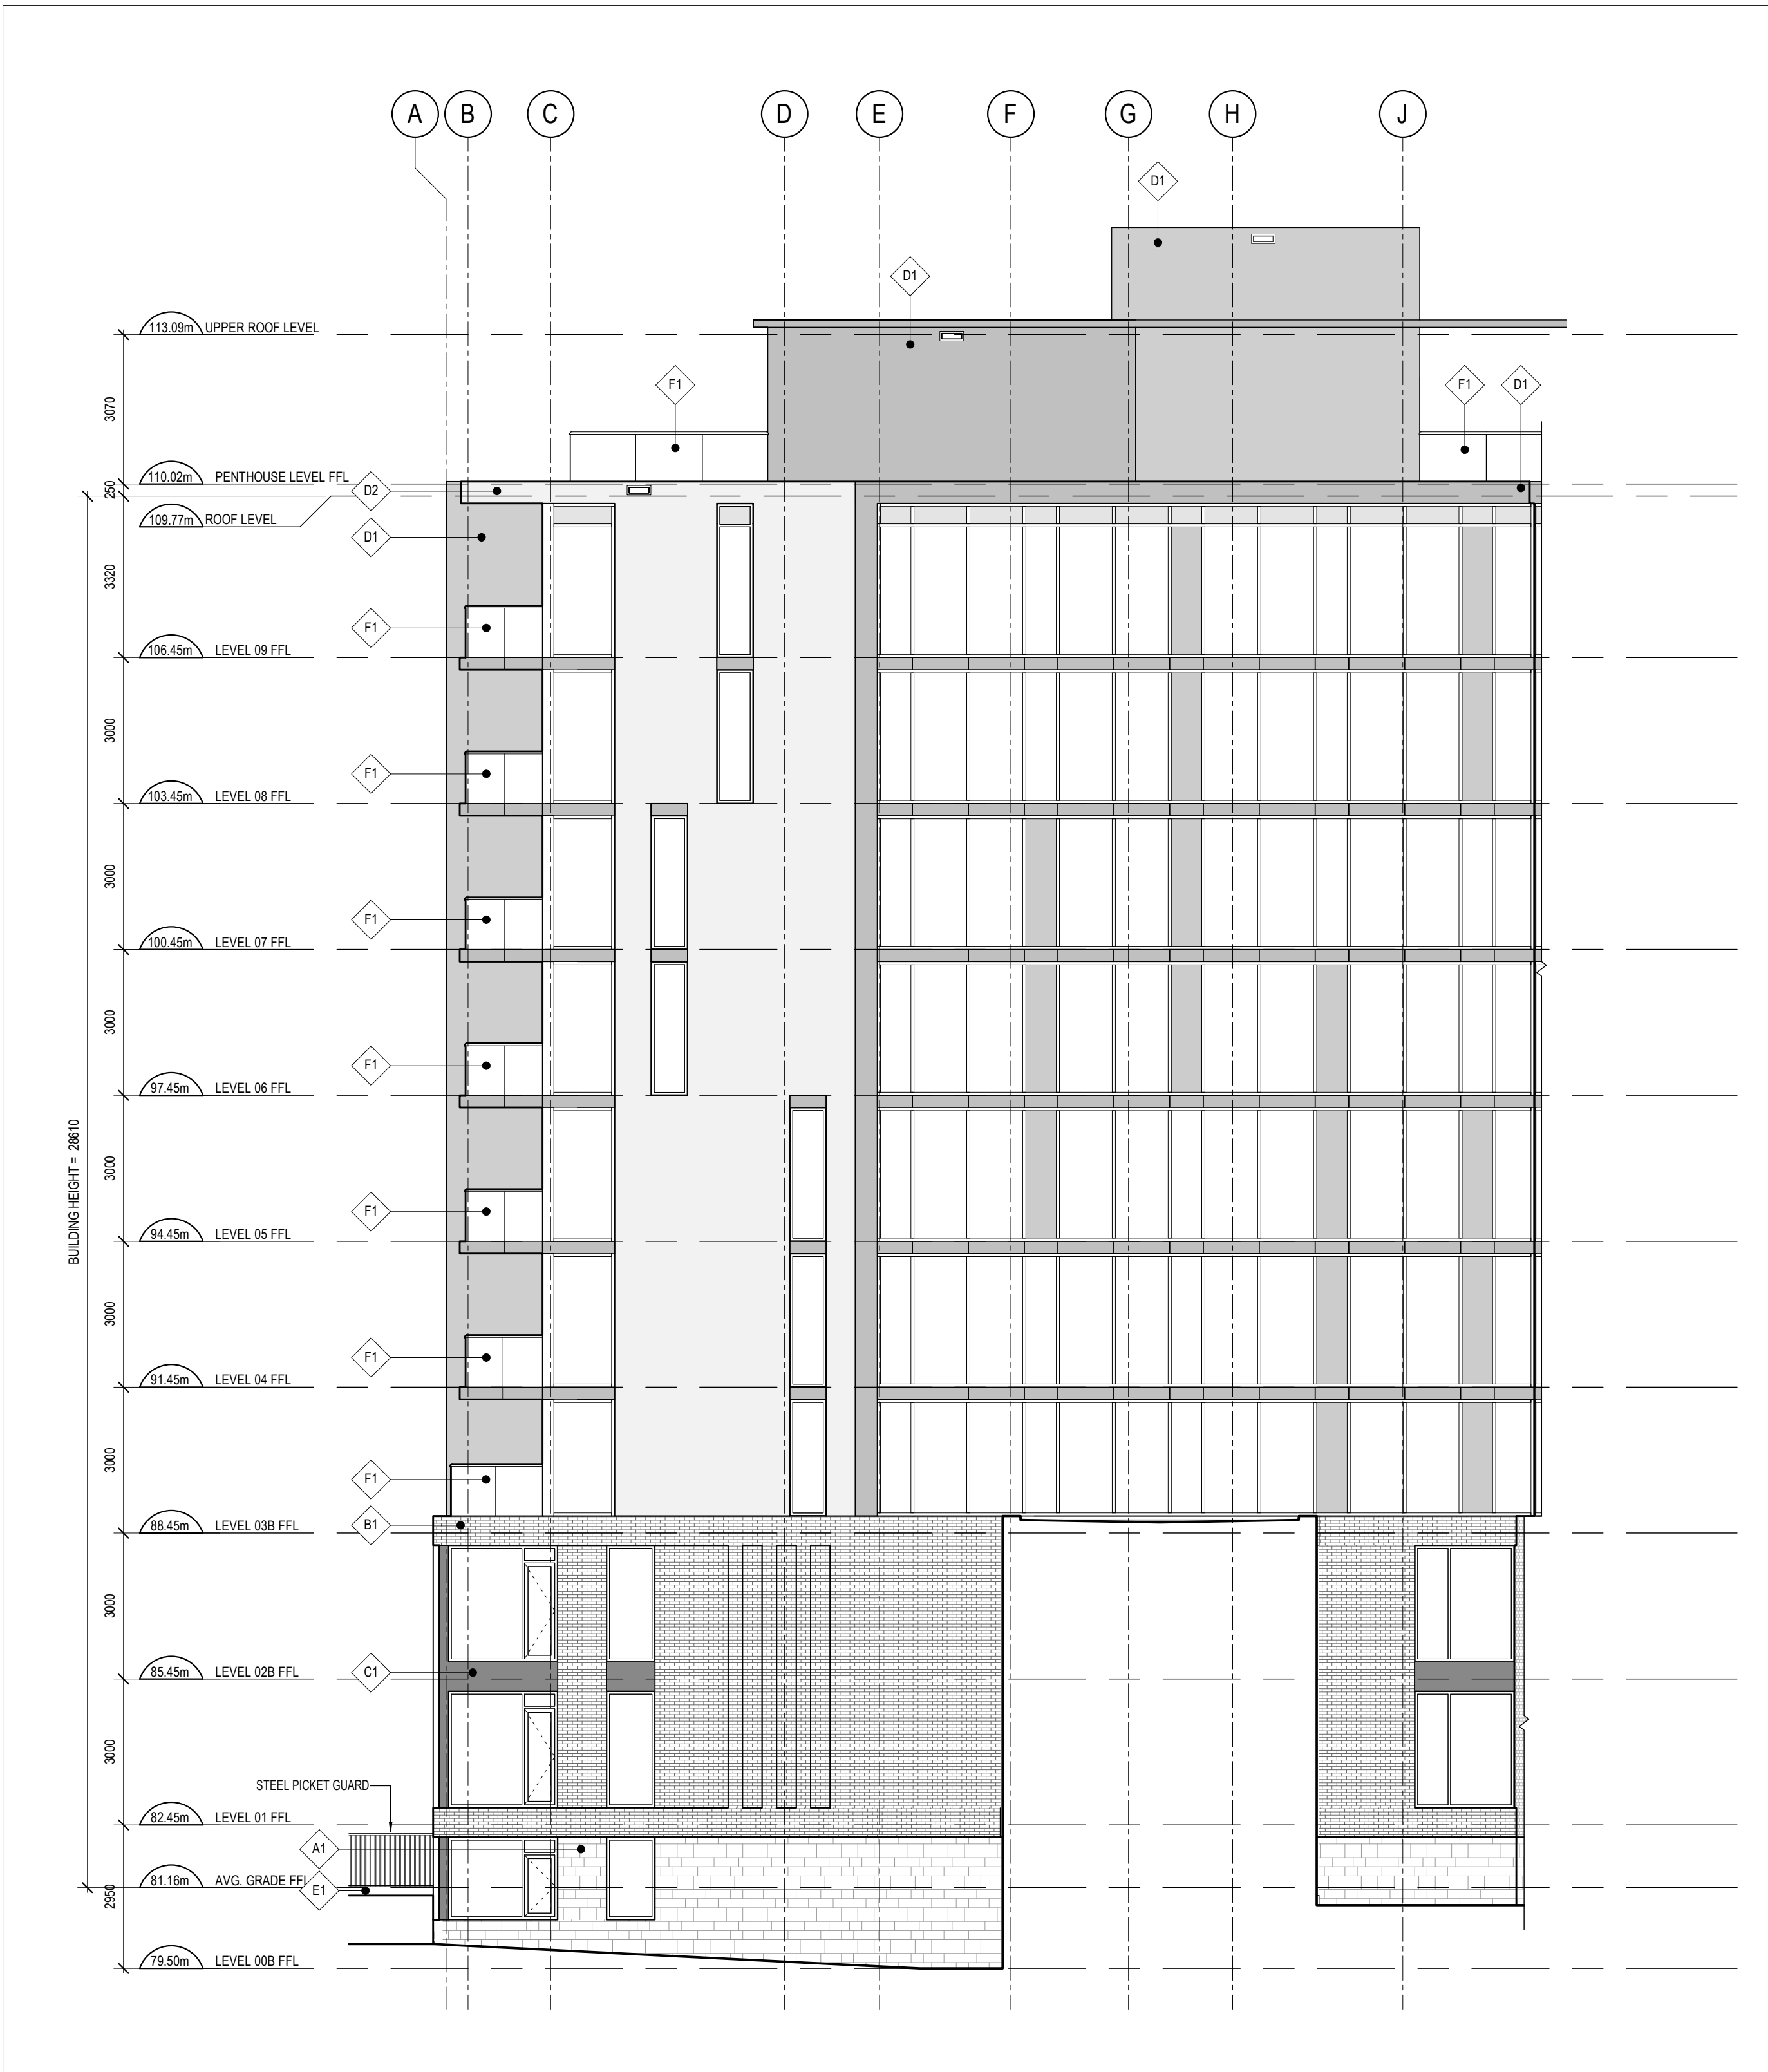 A B C D E F G H J
D1
D1
113.09m UPPER ROOF LEVEL
F1 F1 D1
3070
110.02m PENTHOUSE LEVEL FFL
D2
250
109.77m ROOF LEVEL
D1
3320
F1
106.45m LEVEL 09 FFL
3000
F1
103.45m LEVEL 08 FFL
3000
F1
100.45m LEVEL 07 FFL
3000
F1
97.45m LEVEL 06 FFL
BUILDING HEIGHT = 28610
3000
F1
94.45m LEVEL 05 FFL
3000
F1
91.45m LEVEL 04 FFL
3000
F1
88.45m LEVEL 03B FFL
B1
3000
85.45m LEVEL 02B FFL
C1
3000
STEEL PICKET GUARD
82.45m LEVEL 01 FFL
A1
81.16m AVG. GRADE FFL
E1
2950
79.50m LEVEL 00B FFL